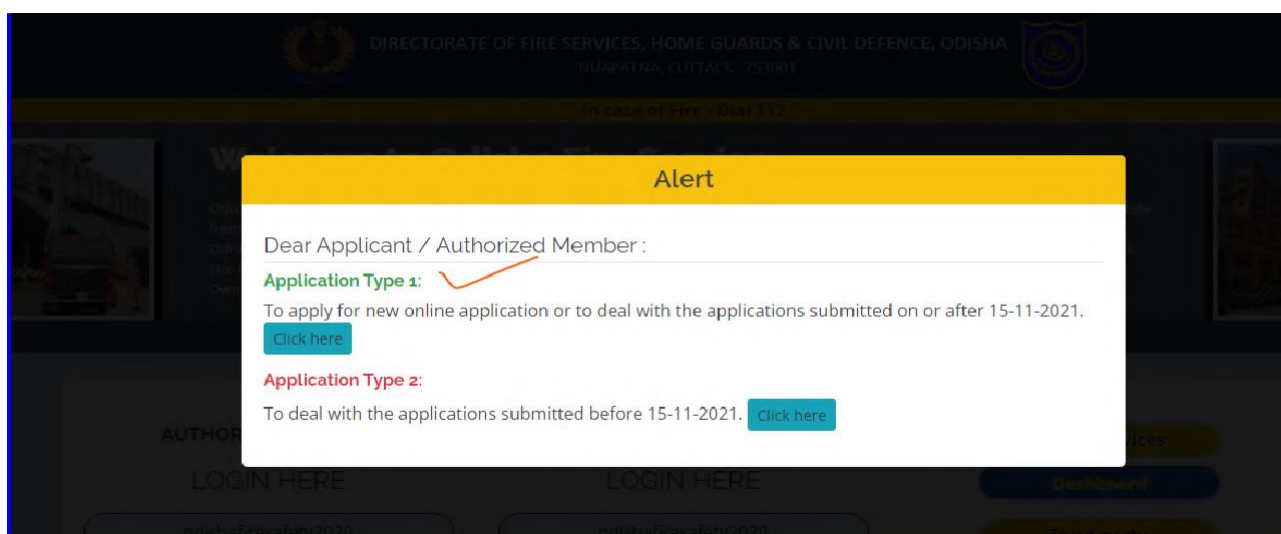 DIRECTORATE OF FIRE SERVICES, HOME GUARDS & CIVIL DEFENCE, ODISHA
NUAPATNA, CUTTACK - 753001
In case of Fire - Dial 112
Alert
Dear Applicant / Authorized Member :
Application Type 1:
To apply for new online application or to deal with the applications submitted on or after 15-11-2021.
Click here
Application Type 2:
To deal with the applications submitted before 15-11-2021. Click here
LOGIN HERE
LOGIN HERE
Dashboard
odishafiresafety2020
odishafiresafety2020